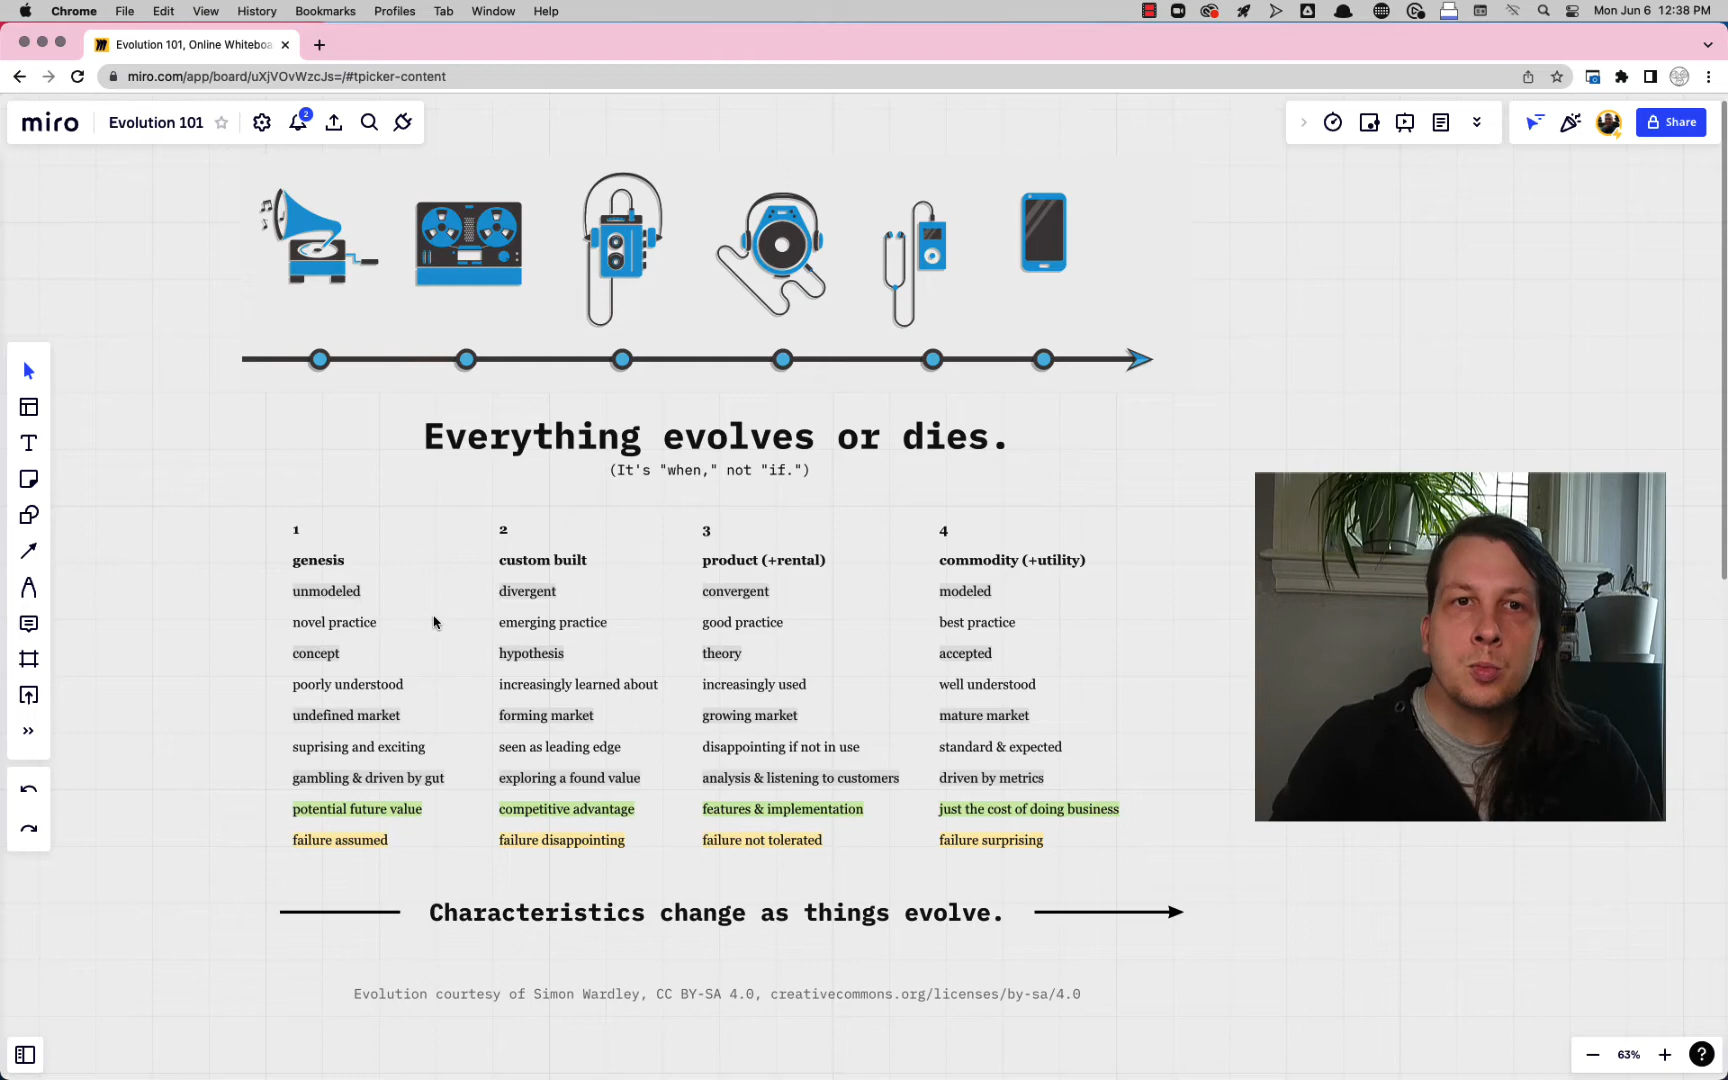 Chrome File Edit View History Bookmarks Profiles Tab Window Help Mon Jun 6 12:38 PM
Evolution 101, Online Whiteboa
miro.com/app/board/uXjVOvWzcJs=/#tpicker-content
miro Evolution 101 2 Share
Everything evolves or dies.
(It's "when," not "if.")
1 2 3 4
genesis custom built product (+rental) commodity (+utility)
unmodeled divergent convergent modeled
novel practice emerging practice good practice best practice
concept hypothesis theory accepted
poorly understood increasingly learned about increasingly used well understood
undefined market forming market growing market mature market
suprising and exciting seen as leading edge disappointing if not in use standard & expected
gambling & driven by gut exploring a found value analysis & listening to customers driven by metrics
potential future value competitive advantage features & implementation just the cost of doing business
failure assumed failure disappointing failure not tolerated failure surprising
Characteristics change as things evolve.
Evolution courtesy of Simon Wardley, CC BY-SA 4.0, creativecommons.org/licenses/by-sa/4.0
63%